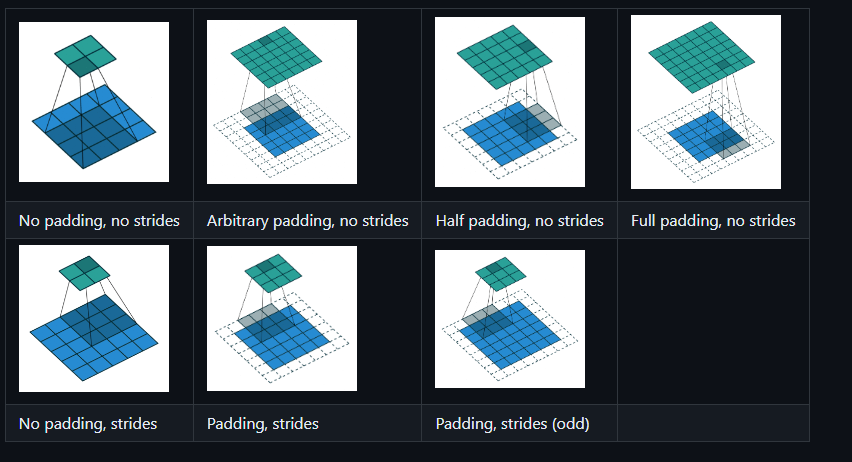 No padding, no strides
Arbitrary padding, no strides
Half padding, no strides
Full padding, no strides
No padding, strides
Padding, strides
Padding, strides (odd)